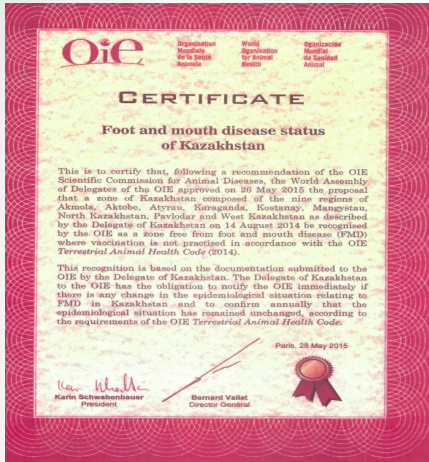 Oie
Organisation
Mondiale
de la Santé
Animale
World
Organisation
for Animal
Health
Organización
Mundial
de Sanidad
Animal
CERTIFICATE
Foot and mouth disease status
of Kazakhstan
This is to certify that, following a recommendation of the OIE
Scientific Commission for Animal Diseases, the World Assembly
of Delegates of the OIE approved on 26 May 2015 the proposal
that a zone of Kazakhstan composed of the nine regions of
Akmola, Aktobe, Atyrau, Karaganda, Kostanay, Mangystau,
North Kazakhstan, Pavlodar and West Kazakhstan as described
by the Delegate of Kazakhstan on 14 August 2014 be recognised
by the OIE as a zone free from foot and mouth disease (FMD)
where vaccination is not practised in accordance with the OIE
Terrestrial Animal Health Code (2014).
This recognition is based on the documentation submitted to the
OIE by the Delegate of Kazakhstan. The Delegate of Kazakhstan
to the OIE has the obligation to notify the OIE immediately if
there is any change in the epidemiological situation relating to
FMD in Kazakhstan and to confirm annually that the
epidemiological situation has remained unchanged, according to
the requirements of the OIE Terrestrial Animal Health Code.
Paris, 28 May 2015
Karin Schwabenbauer
President
Bernard Vallat
Director General